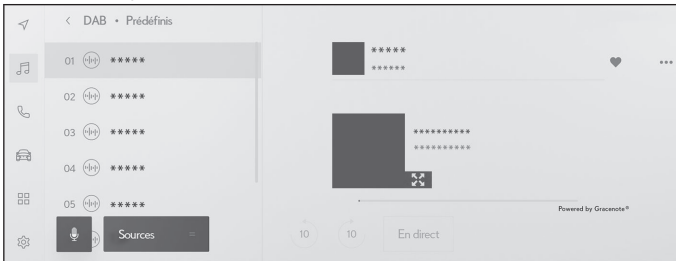 < DAB • Prédéfinis
01 *****
02 *****
03 *****
04 *****
05 *****
Sources =
*****
******
**********
**********
Powered by Gracenote®
10 10 En direct